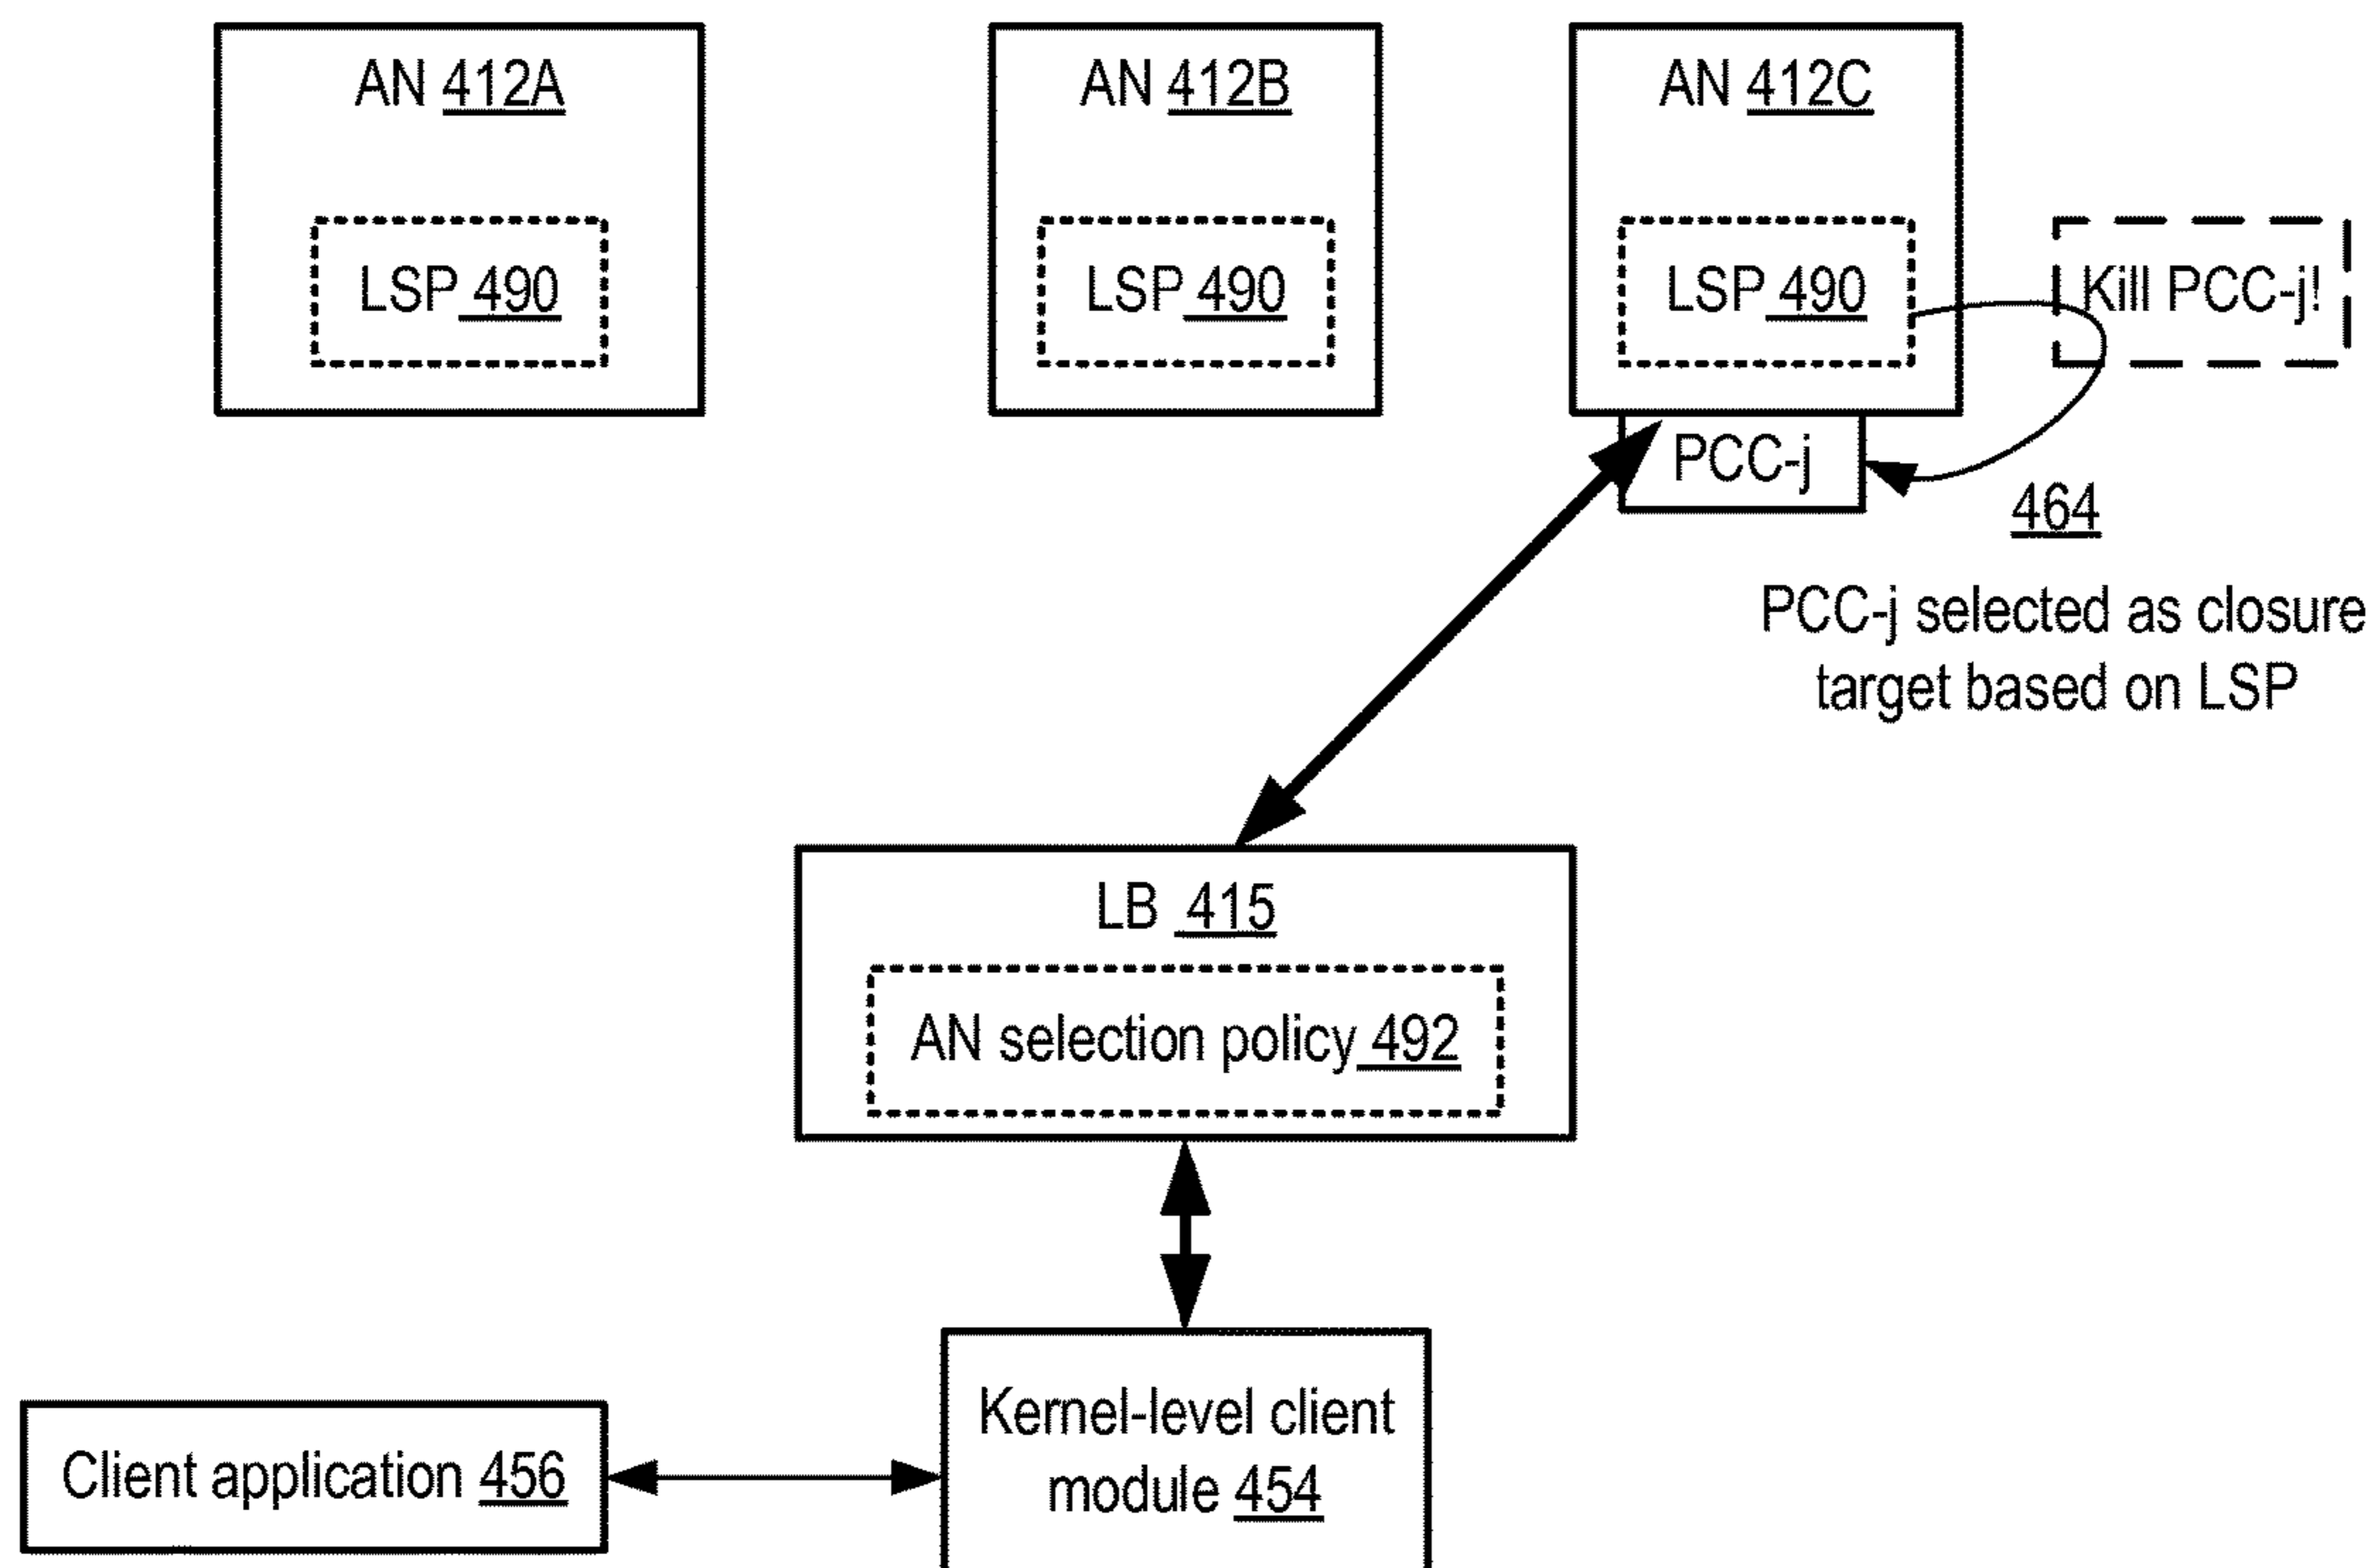 AN 412A
AN 412B
AN 412C
LSP 490
LSP 490
LSP 490
Kill PCC-j!
PCC-j
464
PCC-j selected as closure
target based on LSP
LB 415
AN selection policy 492
Kernel-level client
module 454
Client application 456